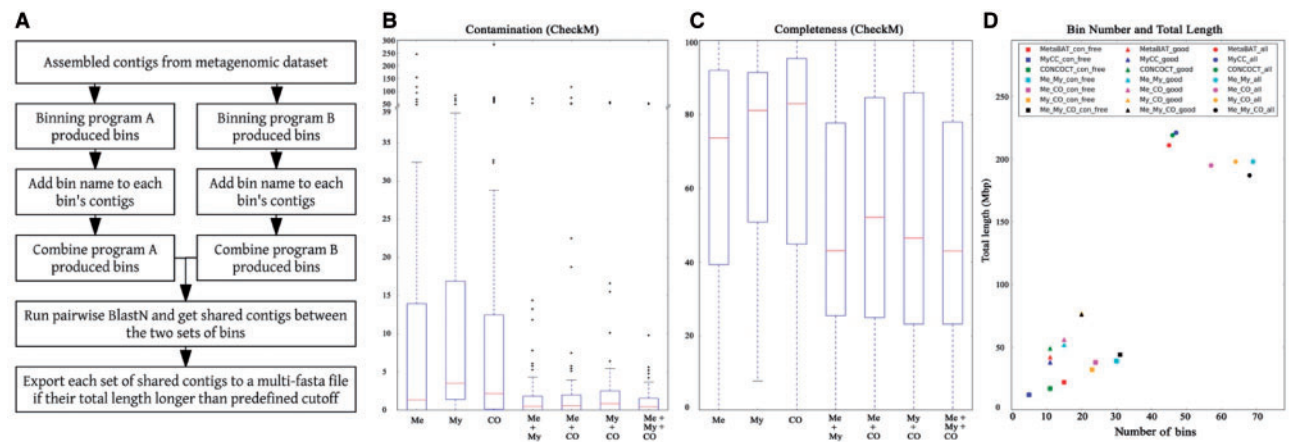 A
Assembled contigs from metagenomic dataset
Binning program A
produced bins
Binning program B
produced bins
Add bin name to each
bin's contigs
Add bin name to each
bin's contigs
Combine program A
produced bins
Combine program B
produced bins
Run pairwise BlastN and get shared contigs between
the two sets of bins
Export each set of shared contigs to a multi-fasta file
if their total length longer than predefined cutoff
B
Contamination (CheckM)
300
250
200
150
100
50
39
35
30
25
20
15
10
5
0
Me
My
CO
Me
+
My
Me
+
CO
My
+
CO
Me +
My +
CO
C
Completeness (CheckM)
100
80
60
40
20
0
Me
My
CO
Me
+
My
Me
+
CO
My
+
CO
Me +
My +
CO
D
Bin Number and Total Length
MetaBAT_con_free
MyCC_con_free
CONCOCT_con_free
Me_My_con_free
Me_CO_con_free
My_CO_con_free
Me_My_CO_con_free
MetaBAT_good
MyCC_good
CONCOCT_good
Me_My_good
Me_CO_good
My_CO_good
Me_My_CO_good
MetaBAT_all
MyCC_all
CONCOCT_all
Me_My_all
Me_CO_all
My_CO_all
Me_My_CO_all
Total length (Mbp)
250
200
150
100
50
0
0
10
20
30
40
50
60
70
Number of bins